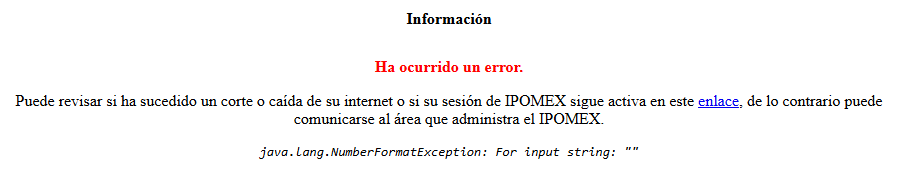 Información
Ha ocurrido un error.
Puede revisar si ha sucedido un corte o caída de su internet o si su sesión de IPOMEX sigue activa en este enlace, de lo contrario puede
comunicarse al área que administra el IPOMEX.
java.lang.NumberFormatException: For input string: ""